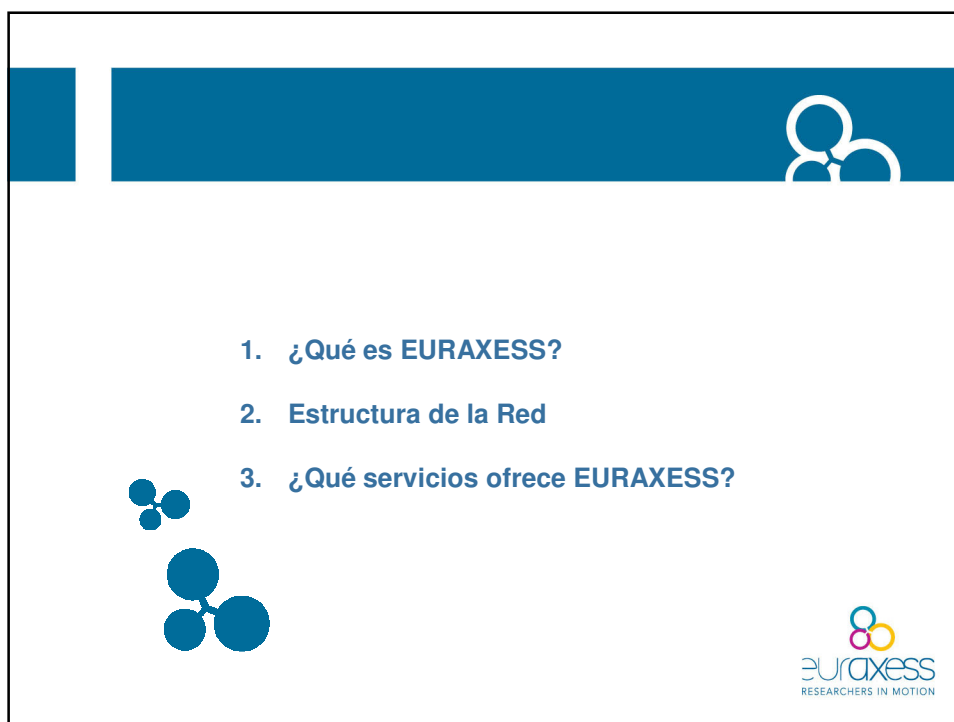 1. ¿Qué es EURAXESS?
2. Estructura de la Red
3. ¿Qué servicios ofrece EURAXESS?
euraxess
RESEARCHERS IN MOTION